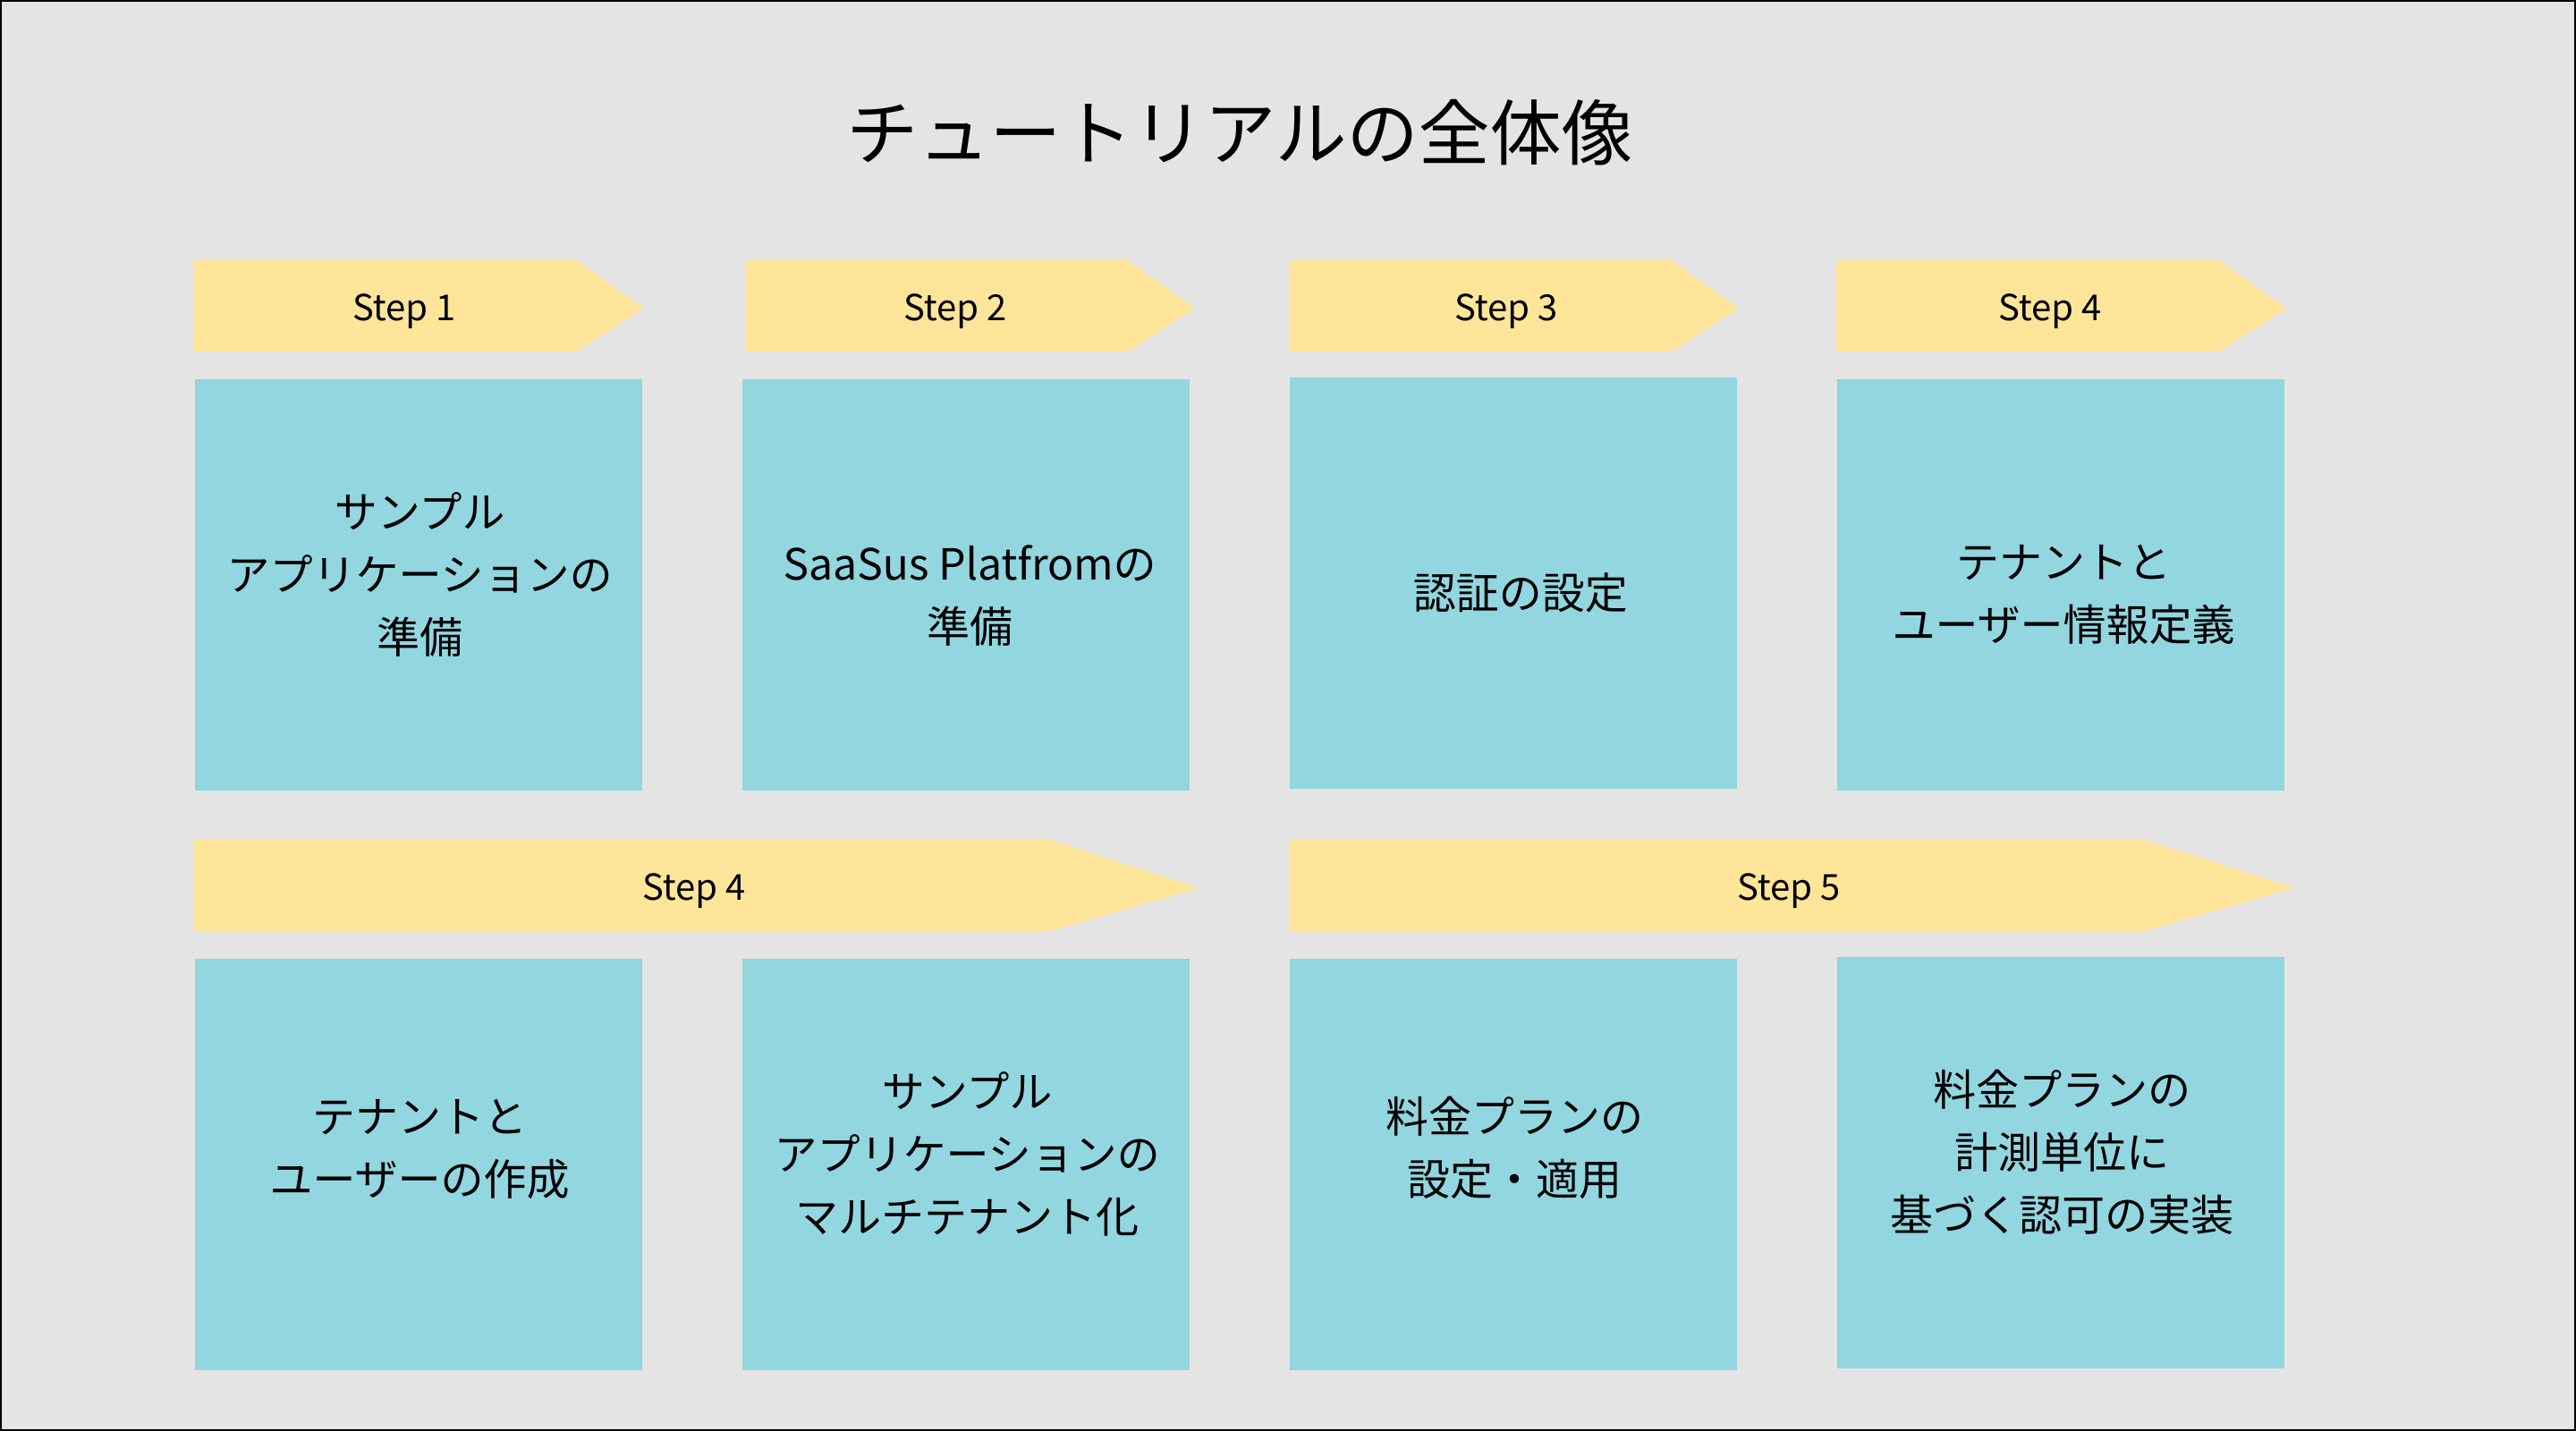 チュートリアルの全体像
Step 1
Step 2
Step 3
Step 4
サンプル
アプリケーションの
準備
SaaSus Platfromの
準備
認証の設定
テナントと
ユーザー情報定義
Step 4
Step 5
テナントと
ユーザーの作成
サンプル
アプリケーションの
マルチテナント化
料金プランの
設定・適用
料金プランの
計測単位に
基づく認可の実装